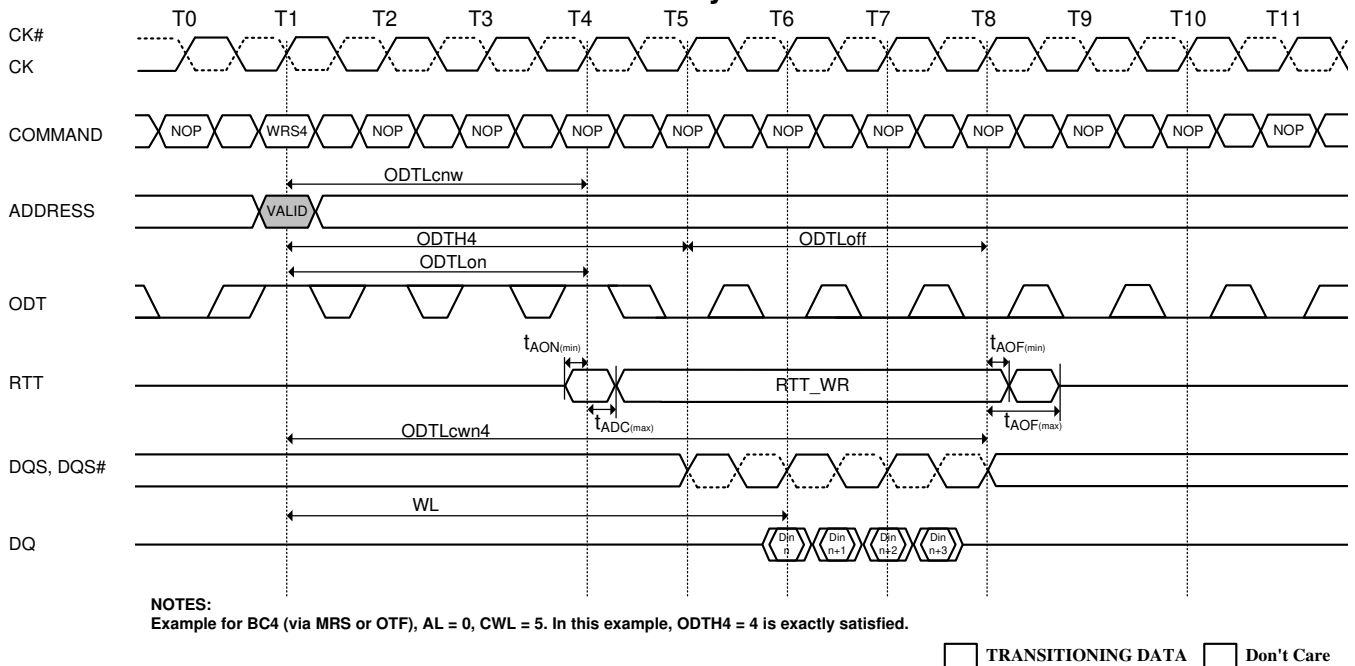 T0 T1 T2 T3 T4 T5 T6 T7 T8 T9 T10 T11
CK#
CK
COMMAND NOP WRS4 NOP NOP NOP NOP NOP NOP NOP NOP NOP NOP
ODTLcnw
ADDRESS VALID
ODTH4 ODTLoff
ODTLon
ODT
tAON(min) tAOF(min)
RTT RTT_WR
tADC(max) tAOF(max)
ODTLcwn4
DQS, DQS#
WL
DQ Din n Din n+1 Din n+2 Din n+3
NOTES:
Example for BC4 (via MRS or OTF), AL = 0, CWL = 5. In this example, ODTH4 = 4 is exactly satisfied.
TRANSITIONING DATA Don't Care